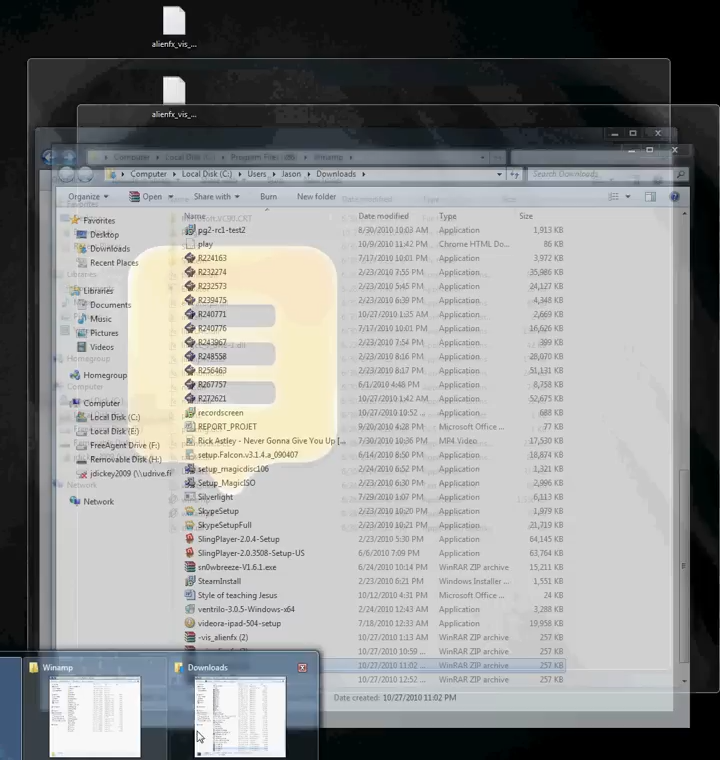 alienfx_vis_...
alienfx_vis_...
Computer ▸ Local Disk (C:) ▸ Program Files ▸ Winamp
Computer ▸ Local Disk (C:) ▸ Users ▸ Jason ▸ Downloads
Search Downloads
Organize Open Share with Burn New folder
Name Date modified Type Size
Favorites
Desktop
Downloads
Recent Places
Libraries
Documents
Music
Pictures
Videos
Homegroup
Computer
Local Disk (C:)
Local Disk (E:)
FreeAgent Drive (F:)
Removable Disk (H:)
jdickey2009 (\\udrive.fi
Network
pg2-rc1-test2 8/30/2010 10:03 AM Application 1,913 KB
play 10/9/2010 11:42 PM Chrome HTML Do... 86 KB
R224163 7/17/2010 10:01 PM Application 3,972 KB
R232274 2/23/2010 7:55 PM Application 35,986 KB
R232573 2/23/2010 5:45 PM Application 24,127 KB
R239475 2/23/2010 6:39 PM Application 4,348 KB
R240771 10/27/2010 1:35 AM Application 2,669 KB
R240776 7/17/2010 10:01 PM Application 16,626 KB
R243967 2/23/2010 7:54 PM Application 399 KB
R248558 2/23/2010 8:16 PM Application 28,070 KB
R256463 2/23/2010 8:17 PM Application 51,131 KB
R267757 6/1/2010 4:48 PM Application 8,758 KB
R272621 10/27/2010 1:42 AM Application 52,675 KB
recordscreen 10/27/2010 10:52 ... Application 688 KB
REPORT_PROJET 9/20/2010 4:28 PM Microsoft Office ... 77 KB
Rick Astley - Never Gonna Give You Up [... 7/30/2010 10:36 PM MP4 Video 17,530 KB
setup.Falcon.v3.1.4.a_090407 6/14/2010 8:50 PM Application 18,874 KB
setup_magicdisc106 2/24/2010 6:52 PM Application 1,321 KB
Setup_MagicISO 2/23/2010 6:30 PM Application 2,996 KB
Silverlight 7/29/2010 1:07 PM Application 6,113 KB
SkypeSetup 2/23/2010 10:20 PM Application 1,979 KB
SkypeSetupFull 2/23/2010 10:21 PM Application 21,719 KB
SlingPlayer-2.0.4-Setup 2/23/2010 5:30 PM Application 64,145 KB
SlingPlayer-2.0.3508-Setup-US 6/6/2010 7:09 PM Application 63,764 KB
sn0wbreeze-V1.6.1.exe 6/24/2010 10:14 PM WinRAR ZIP archive 15,211 KB
SteamInstall 2/23/2010 6:21 PM Windows Installer ... 1,551 KB
Style of teaching Jesus 10/12/2010 4:31 PM Microsoft Office ... 24 KB
ventrilo-3.0.5-Windows-x64 2/24/2010 12:43 AM Application 3,288 KB
videora-ipad-504-setup 7/18/2010 12:33 AM Application 19,958 KB
-vis_alienfx (2) 10/27/2010 1:13 AM WinRAR ZIP archive 257 KB
10/27/2010 10:59 ... WinRAR ZIP archive 257 KB
10/27/2010 11:02 ... WinRAR ZIP archive 257 KB
10/27/2010 12:52 ... WinRAR ZIP archive 257 KB
Date created: 10/27/2010 11:02 PM
Winamp
Downloads